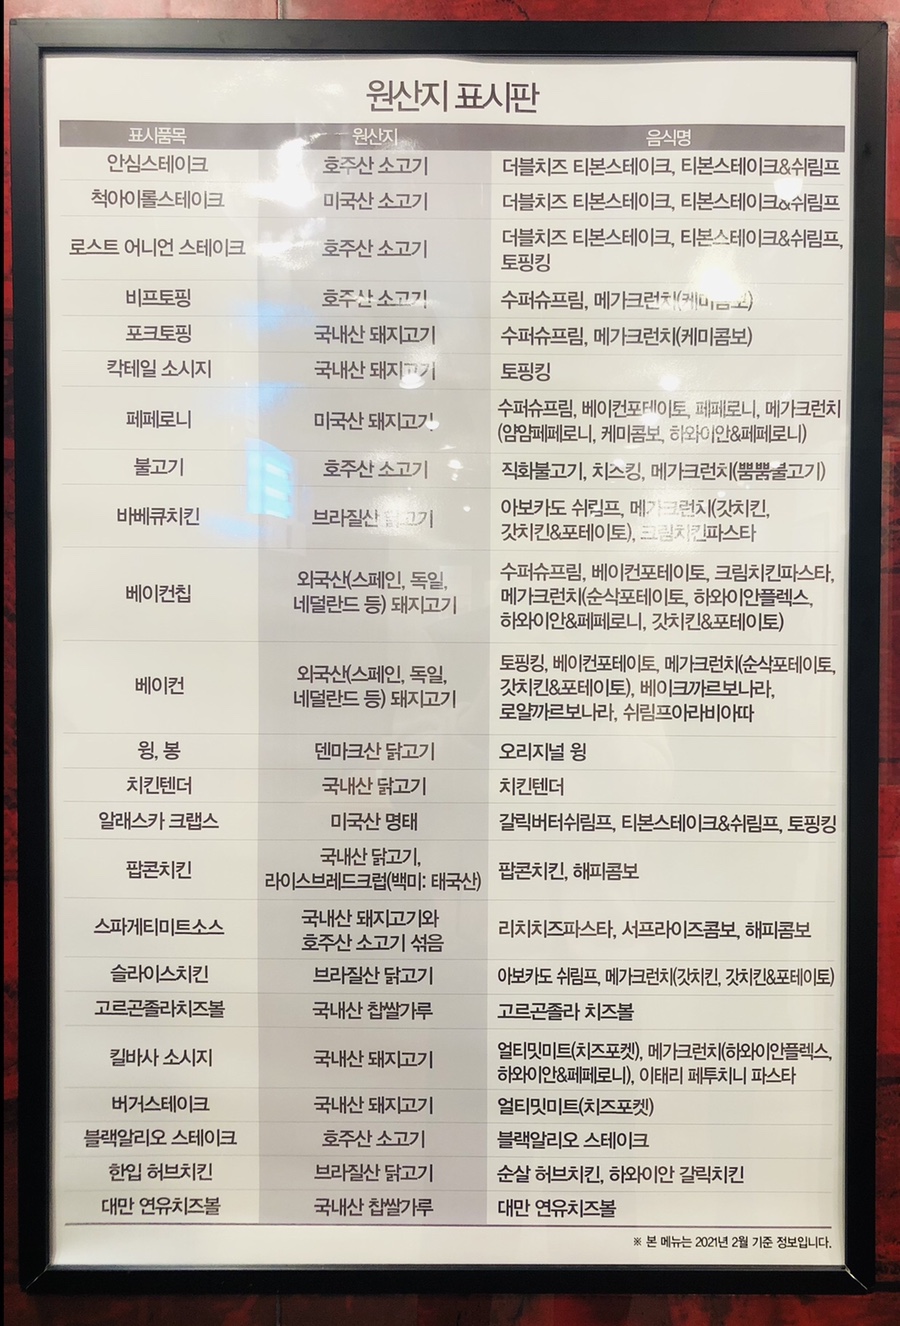 원산지 표시판
표시품목 원산지 음식명
안심스테이크 호주산 소고기 더블치즈 티본스테이크, 티본스테이크&쉬림프
척아이롤스테이크 미국산 소고기 더블치즈 티본스테이크, 티본스테이크&쉬림프
로스트 어니언 스테이크 호주산 소고기 더블치즈 티본스테이크, 티본스테이크&쉬림프,
토핑킹
비프토핑 호주산 소고기 수퍼슈프림, 메가크런치(케미콤보)
포크토핑 국내산 돼지고기 수퍼슈프림, 메가크런치(케미콤보)
칵테일 소시지 국내산 돼지고기 토핑킹
페페로니 미국산 돼지고기 수퍼슈프림, 베이컨포테이토, 페페로니, 메가크런치
(얌얌페페로니, 케미콤보, 하와이안&페페로니)
불고기 호주산 소고기 직화불고기, 치즈킹, 메가크런치(뿜뿜불고기)
바베큐치킨 브라질산 닭고기 아보카도 쉬림프, 메가크런치(갓치킨,
갓치킨&포테이토), 크림치킨파스타
베이컨칩 외국산(스페인, 독일,
네덜란드 등) 돼지고기 수퍼슈프림, 베이컨포테이토, 크림치킨파스타,
메가크런치(순삭포테이토, 하와이안플렉스,
하와이안&페페로니, 갓치킨&포테이토)
베이컨 외국산(스페인, 독일,
네덜란드 등) 돼지고기 토핑킹, 베이컨포테이토, 메가크런치(순삭포테이토,
갓치킨&포테이토), 베이크까르보나라,
로얄까르보나라, 쉬림프아라비아따
윙, 봉 덴마크산 닭고기 오리지널 윙
치킨텐더 국내산 닭고기 치킨텐더
알래스카 크랩스 미국산 명태 갈릭버터쉬림프, 티본스테이크&쉬림프, 토핑킹
팝콘치킨 국내산 닭고기,
라이스브레드크럼(백미: 태국산) 팝콘치킨, 해피콤보
스파게티미트소스 국내산 돼지고기와
호주산 소고기 섞음 리치치즈파스타, 서프라이즈콤보, 해피콤보
슬라이스치킨 브라질산 닭고기 아보카도 쉬림프, 메가크런치(갓치킨, 갓치킨&포테이토)
고르곤졸라치즈볼 국내산 찹쌀가루 고르곤졸라 치즈볼
킬바사 소시지 국내산 돼지고기 얼티밋미트(치즈포켓), 메가크런치(하와이안플렉스,
하와이안&페페로니), 이태리 페투치니 파스타
버거스테이크 국내산 돼지고기 얼티밋미트(치즈포켓)
블랙알리오 스테이크 호주산 소고기 블랙알리오 스테이크
한입 허브치킨 브라질산 닭고기 순살 허브치킨, 하와이안 갈릭치킨
대만 연유치즈볼 국내산 찹쌀가루 대만 연유치즈볼
※ 본 메뉴는 2021년 2월 기준 정보입니다.